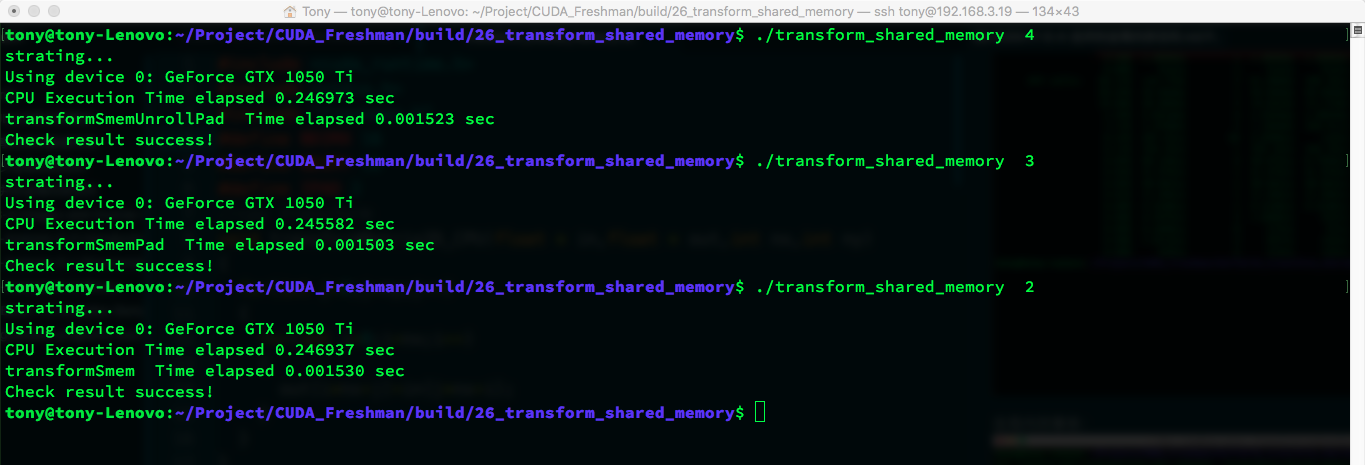 Tony — tony@tony-Lenovo: ~/Project/CUDA_Freshman/build/26_transform_shared_memory — ssh tony@192.168.3.19 — 134×43
tony@tony-Lenovo:~/Project/CUDA_Freshman/build/26_transform_shared_memory$ ./transform_shared_memory  4
strating...
Using device 0: GeForce GTX 1050 Ti
CPU Execution Time elapsed 0.246973 sec
transformSmemUnrollPad  Time elapsed 0.001523 sec
Check result success!
tony@tony-Lenovo:~/Project/CUDA_Freshman/build/26_transform_shared_memory$ ./transform_shared_memory  3
strating...
Using device 0: GeForce GTX 1050 Ti
CPU Execution Time elapsed 0.245582 sec
transformSmemPad  Time elapsed 0.001503 sec
Check result success!
tony@tony-Lenovo:~/Project/CUDA_Freshman/build/26_transform_shared_memory$ ./transform_shared_memory  2
strating...
Using device 0: GeForce GTX 1050 Ti
CPU Execution Time elapsed 0.246937 sec
transformSmem  Time elapsed 0.001530 sec
Check result success!
tony@tony-Lenovo:~/Project/CUDA_Freshman/build/26_transform_shared_memory$